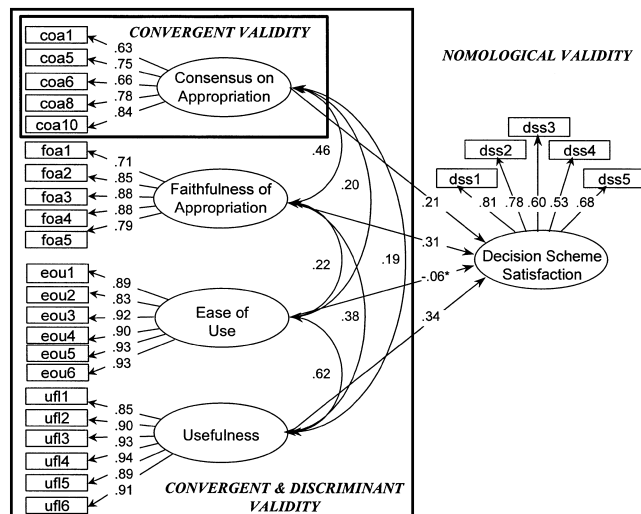 CONVERGENT VALIDITY
coa1
coa5
coa6
coa8
coa10
.63
.75
.66
.78
.84
Consensus on
Appropriation
NOMOLOGICAL VALIDITY
foa1
foa2
foa3
foa4
foa5
.71
.85
.88
.88
.79
Faithfulness of
Appropriation
eou1
eou2
eou3
eou4
eou5
eou6
.89
.83
.92
.90
.93
.93
Ease of
Use
ufl1
ufl2
ufl3
ufl4
ufl5
ufl6
.85
.90
.93
.94
.89
.91
Usefulness
.46
.20
.19
.22
.38
.62
.21
.31
-.06*
.34
dss1
dss2
dss3
dss4
dss5
.81
.78
.60
.53
.68
Decision Scheme
Satisfaction
CONVERGENT & DISCRIMINANT
VALIDITY